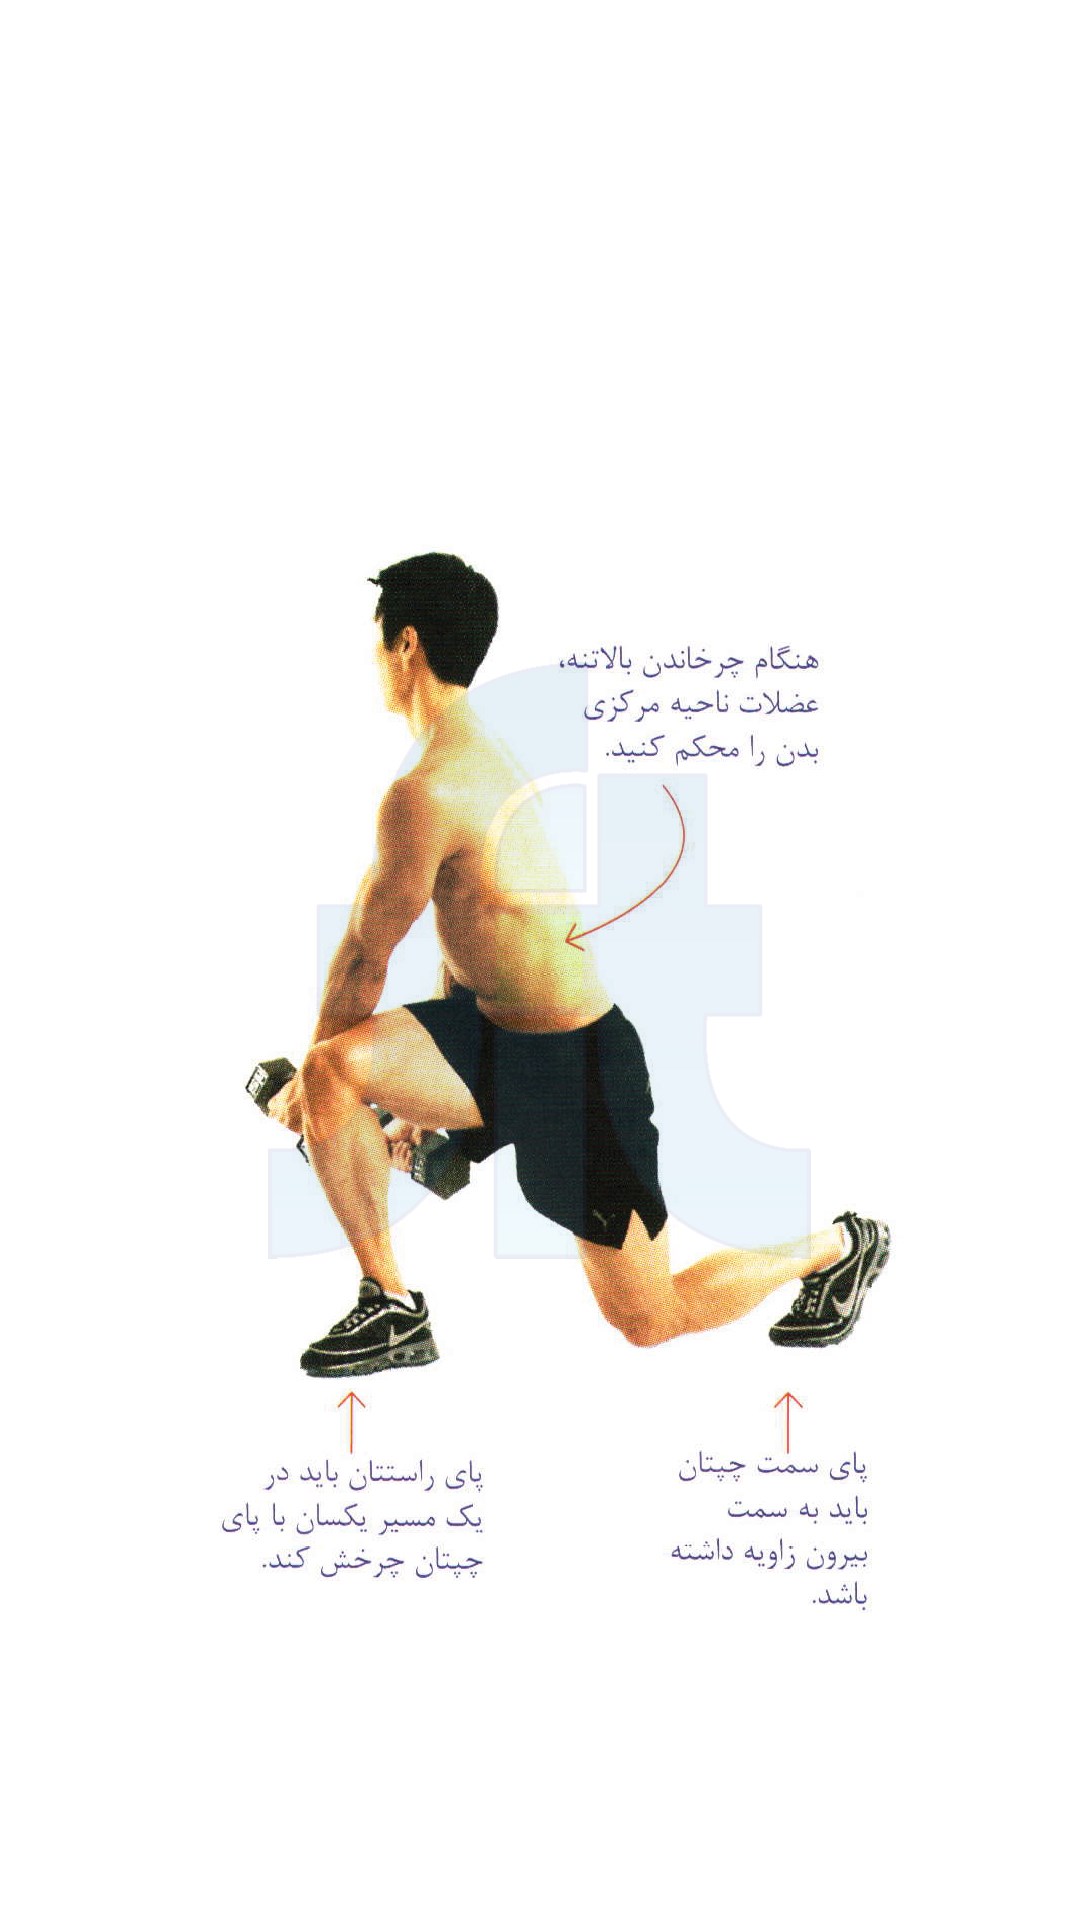 هنگام چرخاندن بالاتنه،
عضلات ناحیه مرکزی
بدن را محکم کنید.
پای سمت چپتان
باید به سمت
بیرون زاویه داشته
باشد.
پای راستتان باید در
یک مسیر یکسان با پای
چپتان چرخش کند.